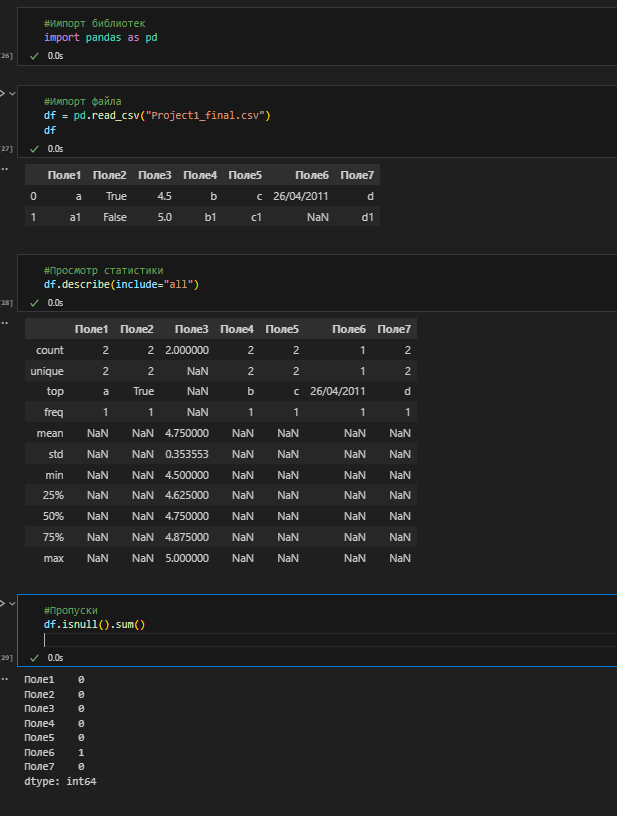 #Импорт библиотек
import pandas as pd
26]
0.0s
#Импорт файла
df = pd.read_csv("Project1_final.csv")
df
27]
0.0s
Поле1 Поле2 Поле3 Поле4 Поле5 Поле6 Поле7
0 a True 4.5 b c 26/04/2011 d
1 a1 False 5.0 b1 c1 NaN d1
#Просмотр статистики
df.describe(include="all")
28]
0.0s
Поле1 Поле2 Поле3 Поле4 Поле5 Поле6 Поле7
count 2 2 2.000000 2 2 1 2
unique 2 2 NaN 2 2 1 2
top a True NaN b c 26/04/2011 d
freq 1 1 NaN 1 1 1 1
mean NaN NaN 4.750000 NaN NaN NaN NaN
std NaN NaN 0.353553 NaN NaN NaN NaN
min NaN NaN 4.500000 NaN NaN NaN NaN
25% NaN NaN 4.625000 NaN NaN NaN NaN
50% NaN NaN 4.750000 NaN NaN NaN NaN
75% NaN NaN 4.875000 NaN NaN NaN NaN
max NaN NaN 5.000000 NaN NaN NaN NaN
#Пропуски
df.isnull().sum()
29]
0.0s
Поле1 0
Поле2 0
Поле3 0
Поле4 0
Поле5 0
Поле6 1
Поле7 0
dtype: int64